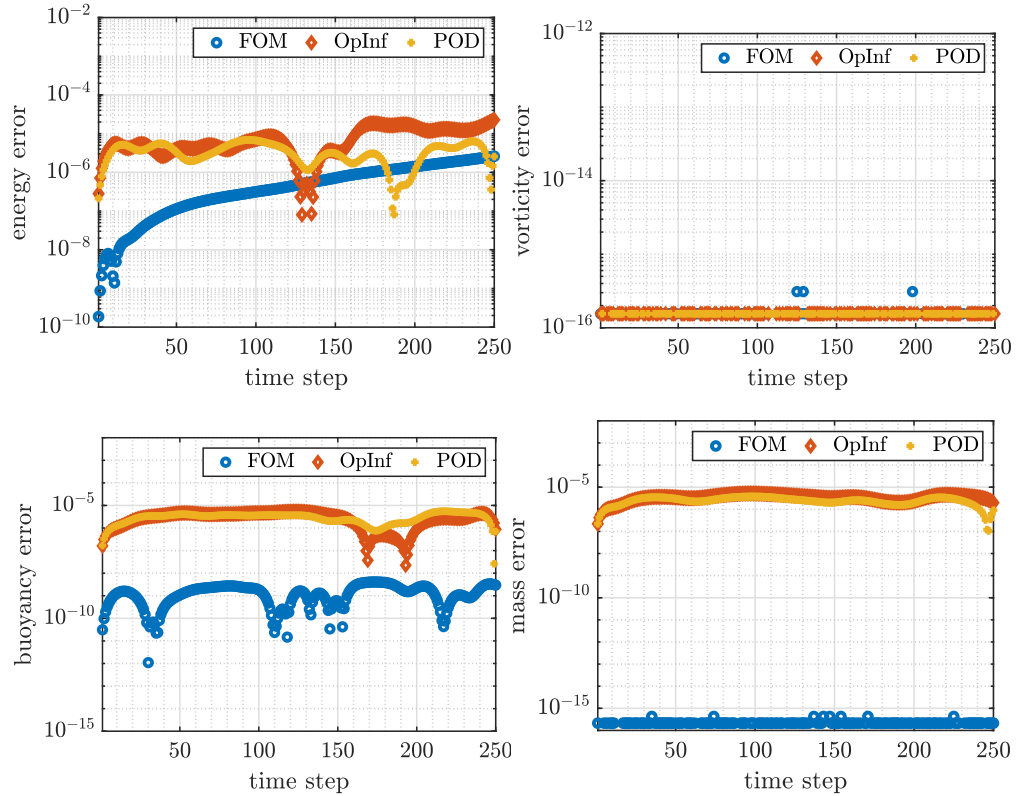 10^-2
10^-4
10^-6
10^-8
10^-10
energy error
FOM OpInf POD
50 100 150 200 250
time step
10^-12
10^-14
10^-16
vorticity error
FOM OpInf POD
50 100 150 200 250
time step
10^-5
10^-10
10^-15
buoyancy error
FOM OpInf POD
50 100 150 200 250
time step
10^-5
10^-10
10^-15
mass error
FOM OpInf POD
50 100 150 200 250
time step